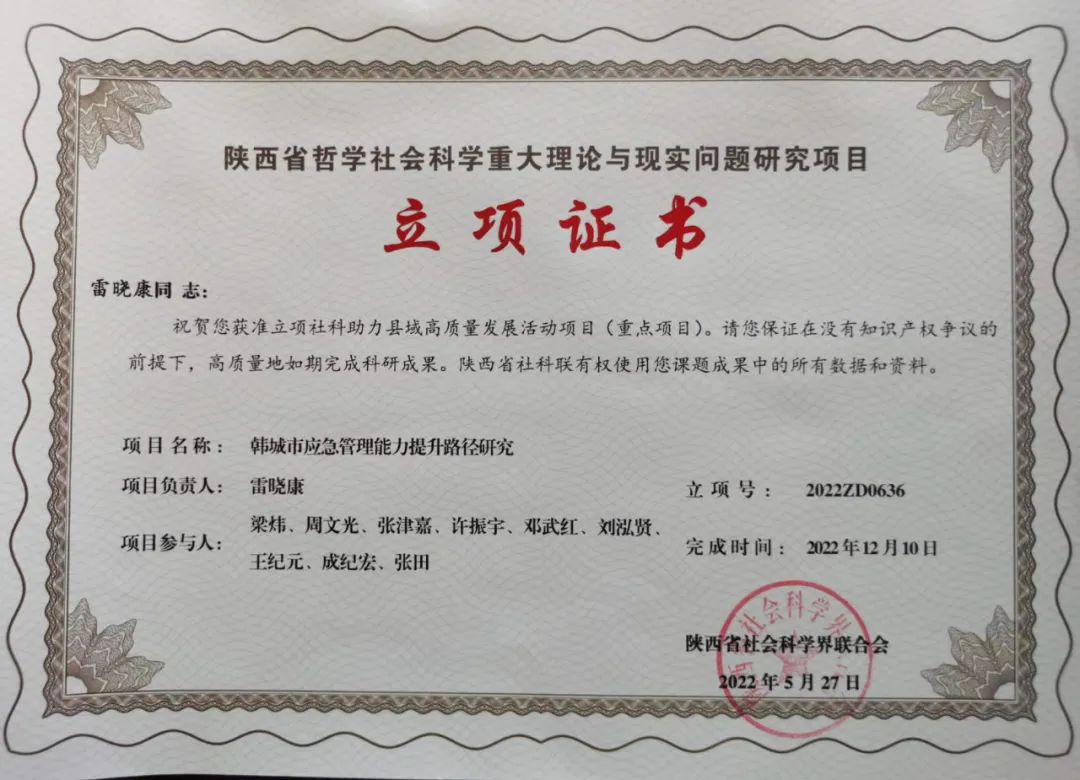 陕西省哲学社会科学重大理论与现实问题研究项目
立项证书
雷晓康同 志：
祝贺您获准立项社科助力县域高质量发展活动项目（重点项目）。请您保证在没有知识产权争议的
前提下，高质量地如期完成科研成果。陕西省社科联有权使用您课题成果中的所有数据和资料。
项目名称： 韩城市应急管理能力提升路径研究
项目负责人： 雷晓康
立 项 号： 2022ZD0636
项目参与人： 梁炜、周文光、张津嘉、许振宇、邓武红、刘泓贤、
王纪元、成纪宏、张田
完成时间： 2022年12月10日
陕西省社会科学界联合会
2022年5月27日